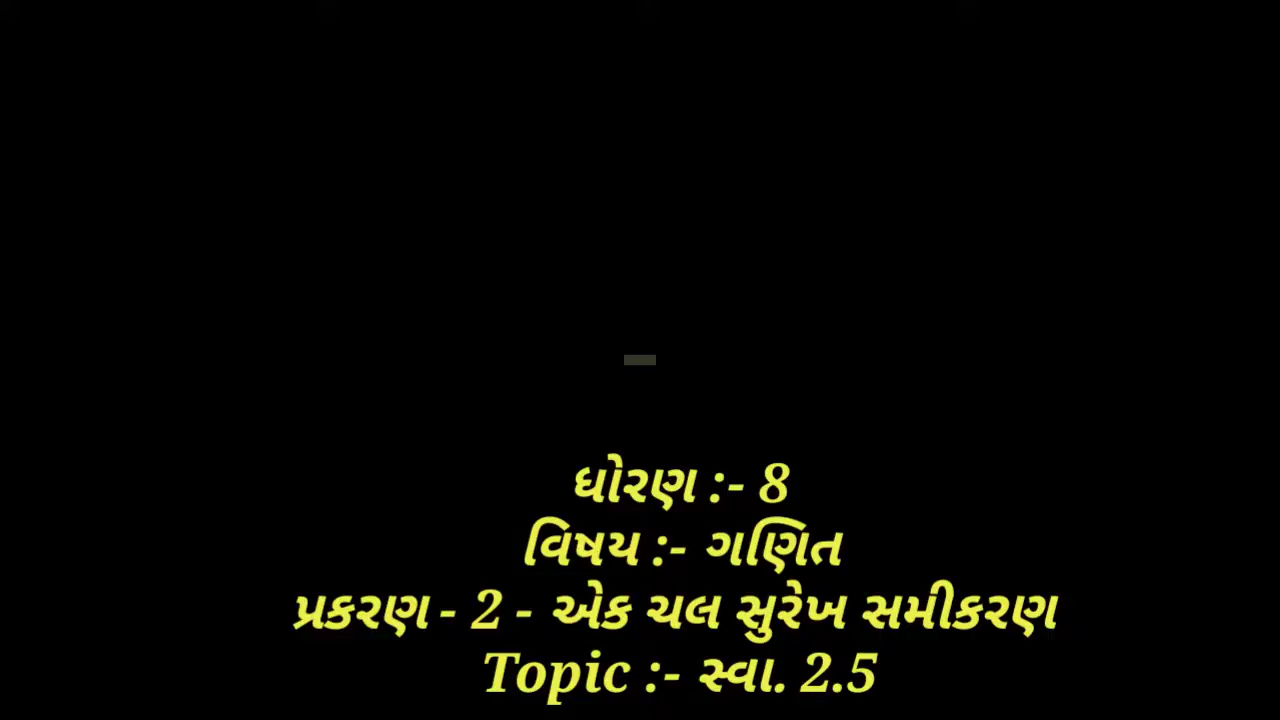 ધોરણ :- 8
વિષય :- ગણિત
પ્રકરણ - 2 - એક ચલ સુરેખ સમીકરણ
Topic :- સ્વા. 2.5